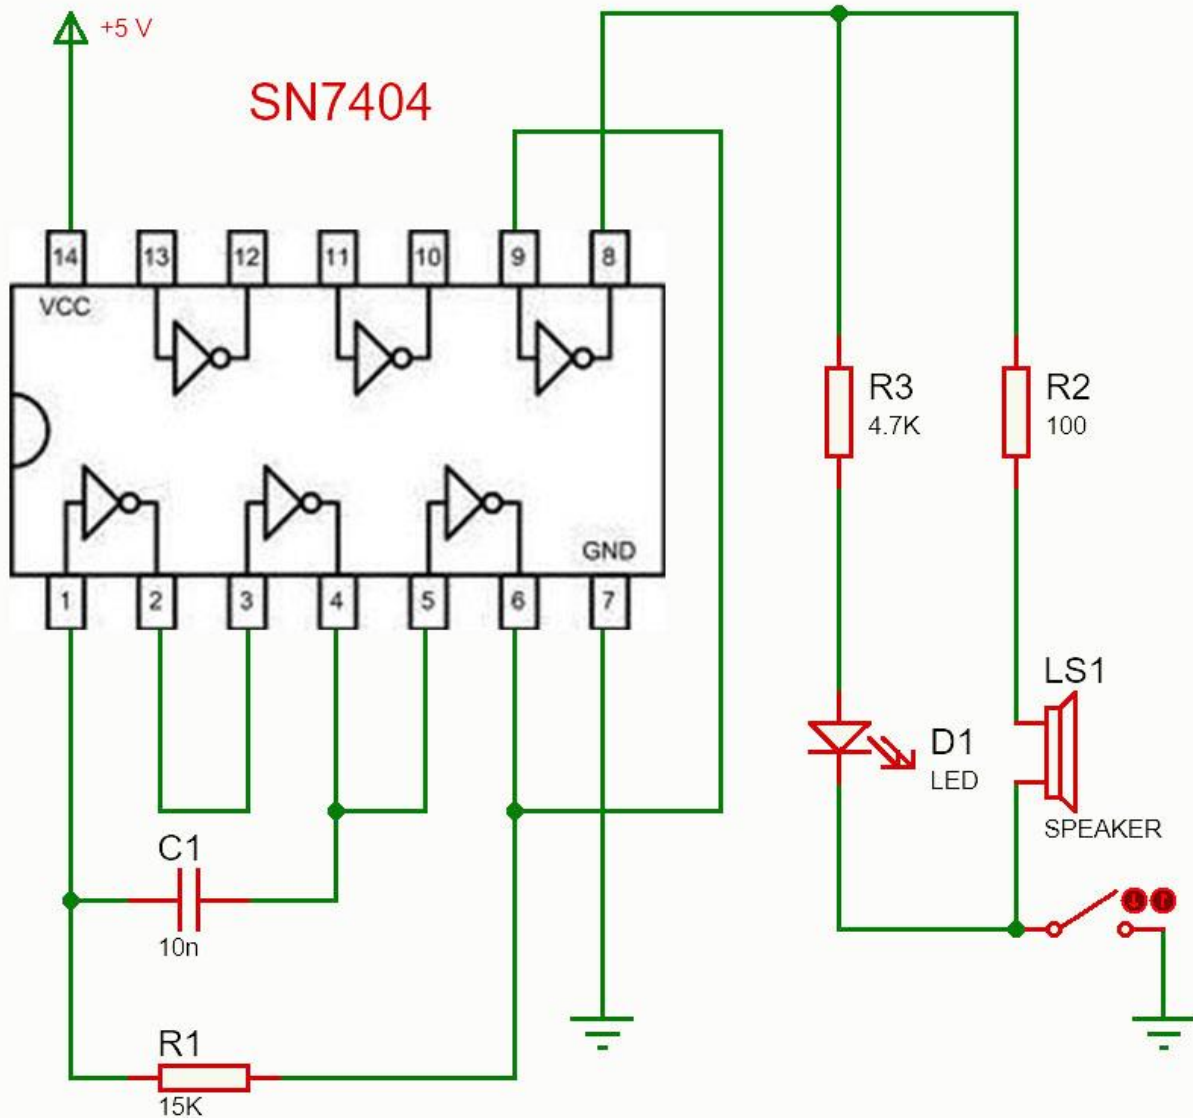 +5 V
SN7404
14 13 12 11 10 9 8
VCC
R3
4.7K
R2
100
GND
1 2 3 4 5 6 7
LS1
D1
LED
SPEAKER
C1
10n
R1
15K